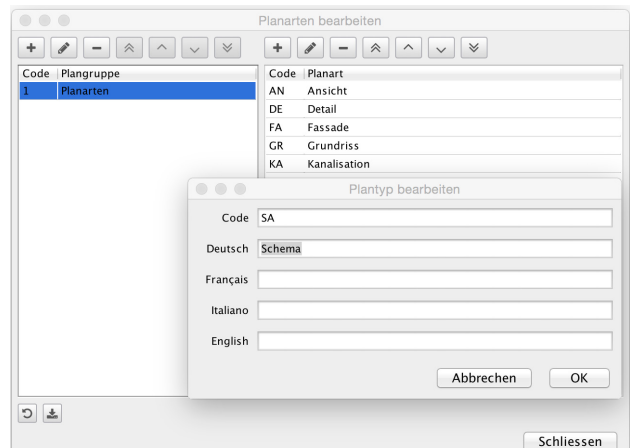 Planarten bearbeiten
Code Plangruppe
1 Planarten
Code Planart
AN Ansicht
DE Detail
FA Fassade
GR Grundriss
KA Kanalisation
Plantyp bearbeiten
Code SA
Deutsch Schema
Français
Italiano
English
Abbrechen OK
Schliessen